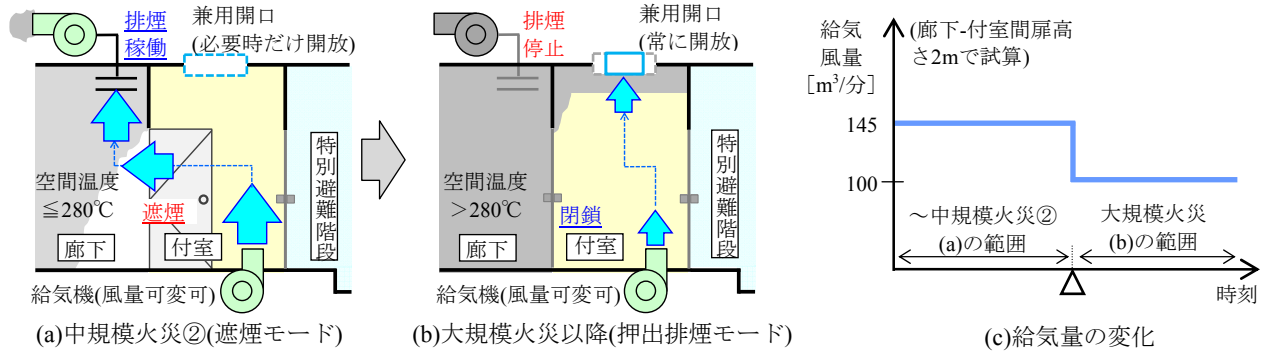 排煙
稼働
兼用開口
(必要時だけ開放)
空間温度
≦280℃
遮煙
廊下
付室
特別避難階段
給気機(風量可変可)
(a)中規模火災②(遮煙モード)
排煙
停止
兼用開口
(常に開放)
空間温度
>280℃
閉鎖
廊下
付室
特別避難階段
給気機(風量可変可)
(b)大規模火災以降(押出排煙モード)
給気
風量
[m³/分]
(廊下-付室間扉高
さ2mで試算)
145
100
～中規模火災②
(a)の範囲
大規模火災
(b)の範囲
時刻
(c)給気量の変化